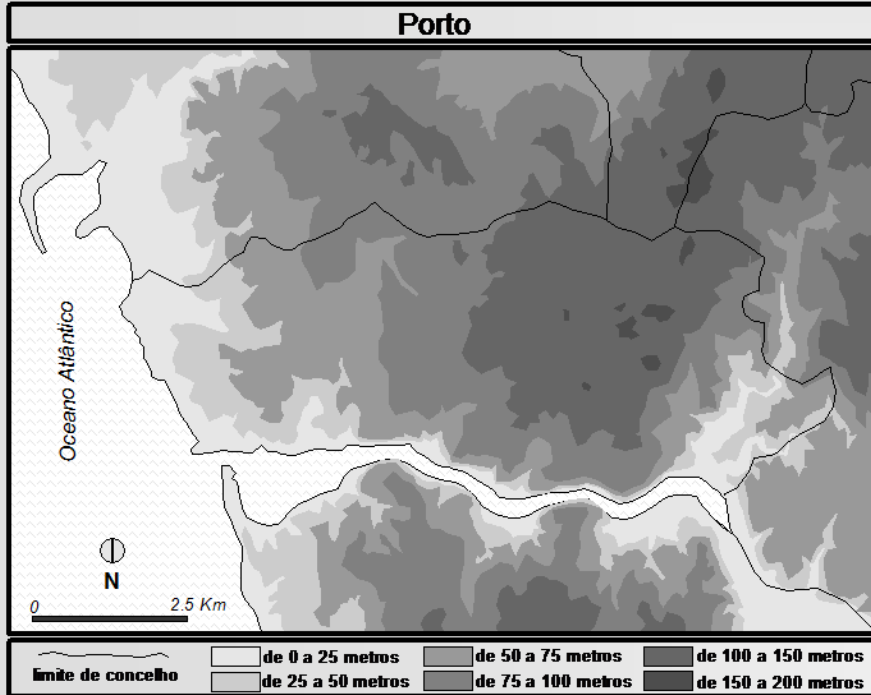 Porto
Oceano Atlântico
N
0 2.5 Km
limite de concelho
de 0 a 25 metros
de 50 a 75 metros
de 100 a 150 metros
de 25 a 50 metros
de 75 a 100 metros
de 150 a 200 metros